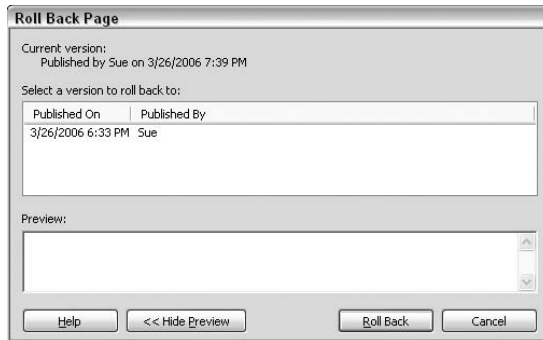 Roll Back Page
Current version:
Published by Sue on 3/26/2006 7:39 PM
Select a version to roll back to:
Published On Published By
3/26/2006 6:33 PM Sue
Preview:
Help << Hide Preview Roll Back Cancel